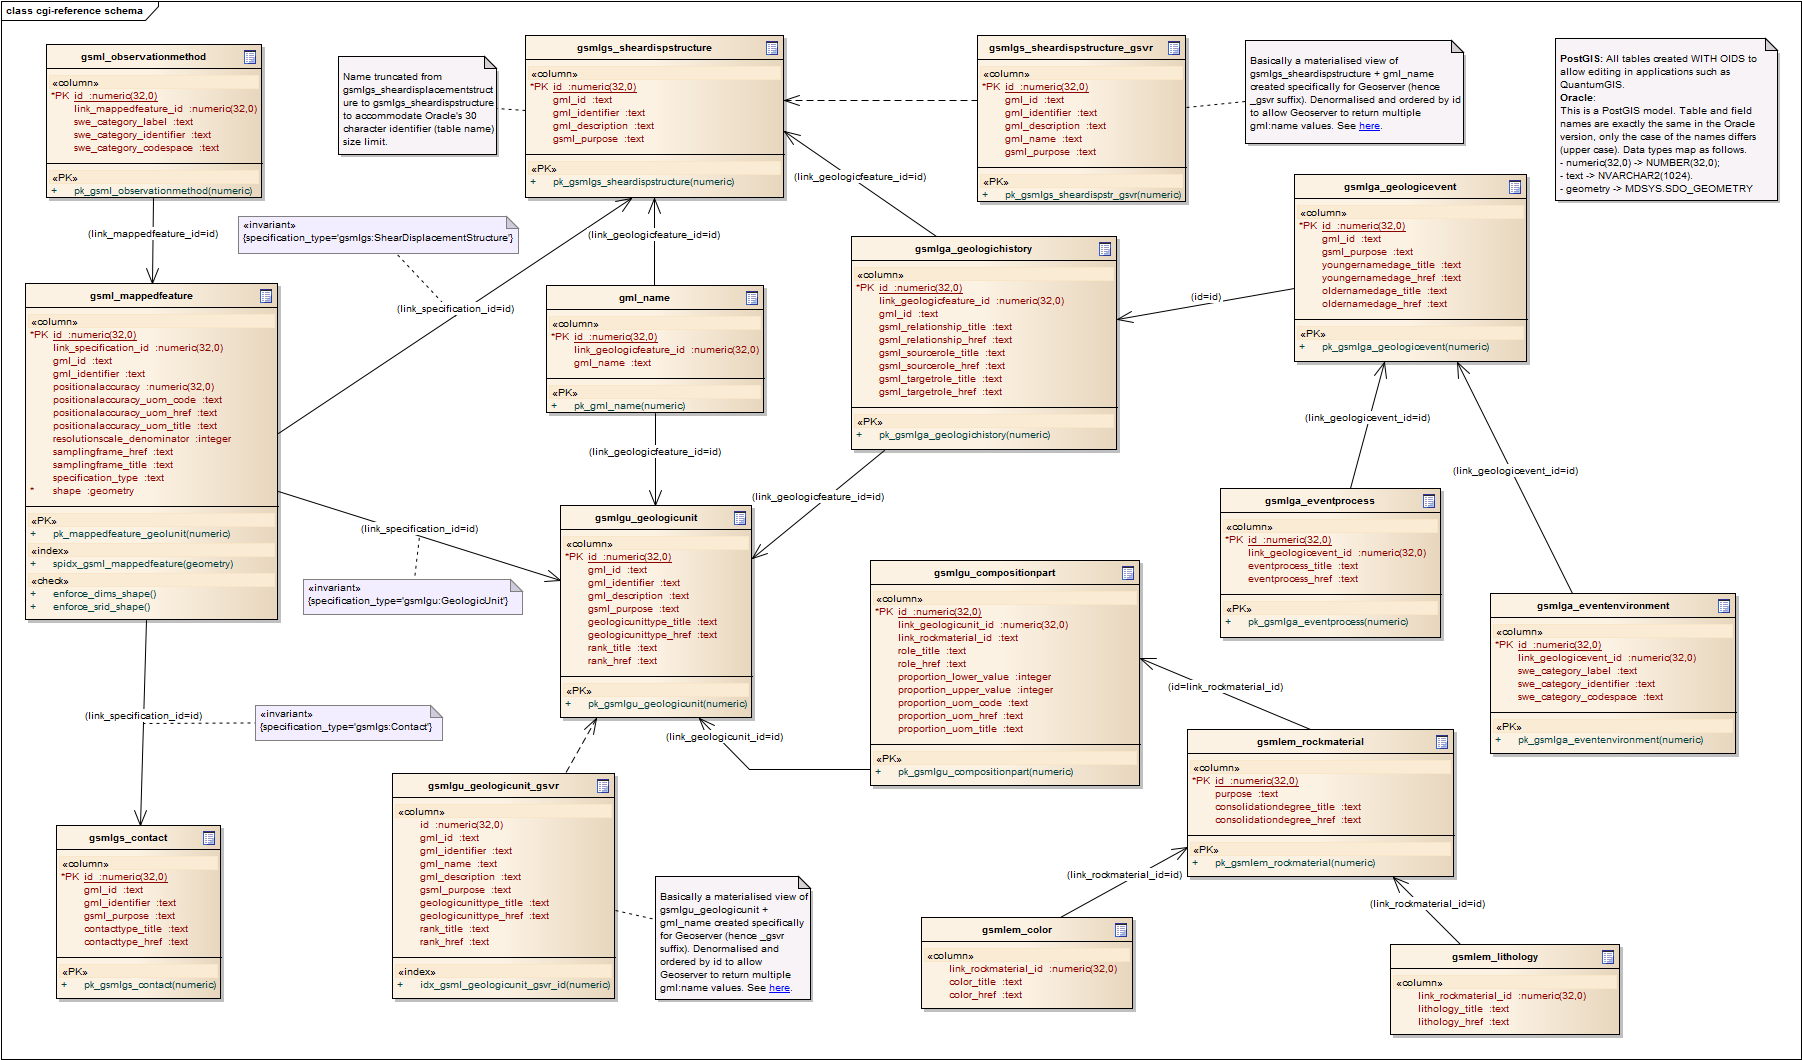 class cgi-reference schema
gsml_observationmethod
«column»
*PK id :numeric(32,0)
link_mappedfeature_id :numeric(32,0)
swe_category_label :text
swe_category_identifier :text
swe_category_codespace :text
«PK»
+ pk_gsml_observationmethod(numeric)
Name truncated from
gsmlgs_sheardisplacementstruct
ure to gsmlgs_sheardispstructure
to accommodate Oracle's 30
character identifier (table name)
size limit.
gsmlgs_sheardispstructure
«column»
*PK id :numeric(32,0)
gml_id :text
gml_identifier :text
gml_description :text
gsml_purpose :text
«PK»
+ pk_gsmlgs_sheardispstructure(numeric)
gsmlgs_sheardispstructure_gsvr
«column»
*PK id :numeric(32,0)
gml_id :text
gml_identifier :text
gml_description :text
gml_name :text
gsml_purpose :text
«PK»
+ pk_gsmlgs_sheardispstr_gsvr(numeric)
Basically a materialised view of
gsmlgs_sheardispstructure + gml_name
created specifically for Geoserver (hence
_gsvr suffix). Denormalised and ordered by id
to allow Geoserver to return multiple
gml:name values. See here.
PostGIS: All tables created WITH OIDS to
allow editing in applications such as
QuantumGIS.
Oracle:
This is a PostGIS model. Table and field
names are exactly the same in the Oracle
version, only the case of the names differs
(upper case). Data types map as follows.
- numeric(32,0) -> NUMBER(32,0);
- text -> NVARCHAR2(1024).
- geometry -> MDSYS.SDO_GEOMETRY
(link_mappedfeature_id=id)
«invariant»
{specification_type='gsmlgs:ShearDisplacementStructure'}
(link_geologicfeature_id=id)
(link_geologicfeature_id=id)
(link_specification_id=id)
gsmlga_geologicevent
«column»
*PK id :numeric(32,0)
gml_id :text
gsml_purpose :text
youngernamedage_title :text
youngernamedage_href :text
oldernamedage_title :text
oldernamedage_href :text
«PK»
+ pk_gsmlga_geologicevent(numeric)
gsmlga_geologichistory
«column»
*PK id :numeric(32,0)
link_geologicfeature_id :numeric(32,0)
gml_id :text
gsml_relationship_title :text
gsml_relationship_href :text
gsml_sourcerole_title :text
gsml_sourcerole_href :text
gsml_targetrole_title :text
gsml_targetrole_href :text
«PK»
+ pk_gsmlga_geologichistory(numeric)
(id=id)
gsml_mappedfeature
«column»
*PK id :numeric(32,0)
link_specification_id :numeric(32,0)
gml_id :text
gml_identifier :text
positionalaccuracy :numeric(32,0)
positionalaccuracy_uom_code :text
positionalaccuracy_uom_href :text
positionalaccuracy_uom_title :text
resolutionscale_denominator :integer
samplingframe_href :text
samplingframe_title :text
specification_type :text
* shape :geometry
«PK»
+ pk_mappedfeature_geolunit(numeric)
«index»
+ spidx_gsml_mappedfeature(geometry)
«check»
+ enforce_dims_shape()
+ enforce_srid_shape()
gml_name
«column»
*PK id :numeric(32,0)
link_geologicfeature_id :numeric(32,0)
gml_name :text
«PK»
+ pk_gml_name(numeric)
(link_geologicfeature_id=id)
(link_geologicfeature_id=id)
(link_geologicevent_id=id)
(link_geologicevent_id=id)
(link_specification_id=id)
«invariant»
{specification_type='gsmlgu:GeologicUnit'}
gsmlgu_geologicunit
«column»
*PK id :numeric(32,0)
gml_id :text
gml_identifier :text
gml_description :text
gsml_purpose :text
geologicunittype_title :text
geologicunittype_href :text
rank_title :text
rank_href :text
«PK»
+ pk_gsmlgu_geologicunit(numeric)
gsmlga_eventprocess
«column»
*PK id :numeric(32,0)
link_geologicevent_id :numeric(32,0)
eventprocess_title :text
eventprocess_href :text
«PK»
+ pk_gsmlga_eventprocess(numeric)
gsmlgu_compositionpart
«column»
*PK id :numeric(32,0)
link_geologicunit_id :numeric(32,0)
link_rockmaterial_id :text
role_title :text
role_href :text
proportion_lower_value :integer
proportion_upper_value :integer
proportion_uom_code :text
proportion_uom_href :text
proportion_uom_title :text
«PK»
+ pk_gsmlgu_compositionpart(numeric)
gsmlga_eventenvironment
«column»
*PK id :numeric(32,0)
link_geologicevent_id :numeric(32,0)
swe_category_label :text
swe_category_identifier :text
swe_category_codespace :text
«PK»
+ pk_gsmlga_eventenvironment(numeric)
(id=link_rockmaterial_id)
(link_specification_id=id)
«invariant»
{specification_type='gsmlgs:Contact'}
(link_geologicunit_id=id)
gsmlem_rockmaterial
«column»
*PK id :numeric(32,0)
purpose :text
consolidationdegree_title :text
consolidationdegree_href :text
«PK»
+ pk_gsmlem_rockmaterial(numeric)
gsmlgs_contact
«column»
*PK id :numeric(32,0)
gml_id :text
gml_identifier :text
gsml_purpose :text
contacttype_title :text
contacttype_href :text
«PK»
+ pk_gsmlgs_contact(numeric)
gsmlgu_geologicunit_gsvr
«column»
id :numeric(32,0)
gml_id :text
gml_identifier :text
gml_name :text
gml_description :text
gsml_purpose :text
geologicunittype_title :text
geologicunittype_href :text
rank_title :text
rank_href :text
«index»
+ idx_gsml_geologicunit_gsvr_id(numeric)
Basically a materialised view of
gsmlgu_geologicunit +
gml_name created specifically
for Geoserver (hence _gsvr
suffix). Denormalised and
ordered by id to allow
Geoserver to return multiple
gml:name values. See here.
(link_rockmaterial_id=id)
(link_rockmaterial_id=id)
gsmlem_color
«column»
link_rockmaterial_id :numeric(32,0)
color_title :text
color_href :text
gsmlem_lithology
«column»
link_rockmaterial_id :numeric(32,0)
lithology_title :text
lithology_href :text